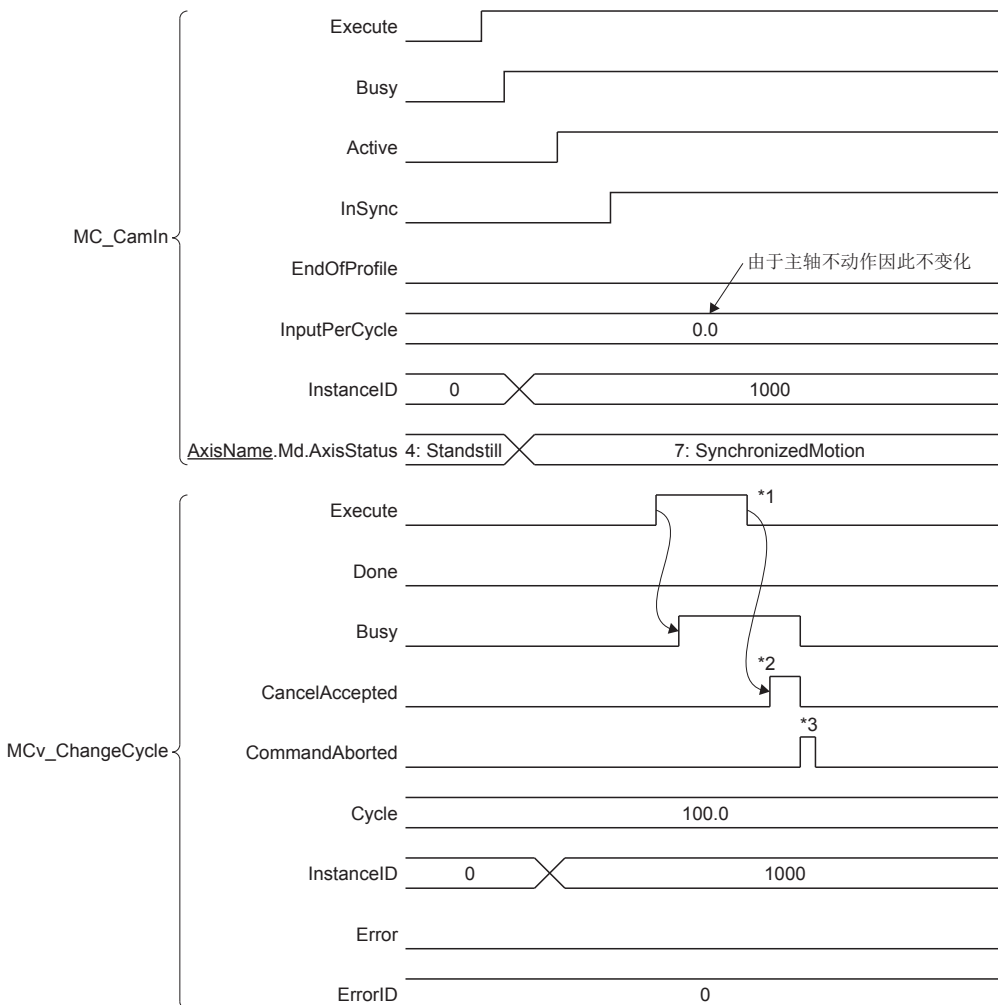 MC_CamIn
Execute
Busy
Active
InSync
EndOfProfile
由于主轴不动作因此不变化
InputPerCycle 0.0
InstanceID 0 1000
AxisName.Md.AxisStatus 4: Standstill 7: SynchronizedMotion
MCv_ChangeCycle
Execute *1
Done
Busy
CancelAccepted *2
CommandAborted *3
Cycle 100.0
InstanceID 0 1000
Error
ErrorID 0